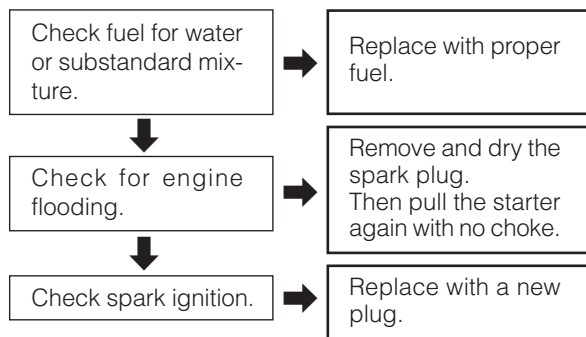 Check fuel for water
or substandard mix-
ture.
Replace with proper
fuel.
Check for engine
flooding.
Remove and dry the
spark plug.
Then pull the starter
again with no choke.
Check spark ignition.
Replace with a new
plug.